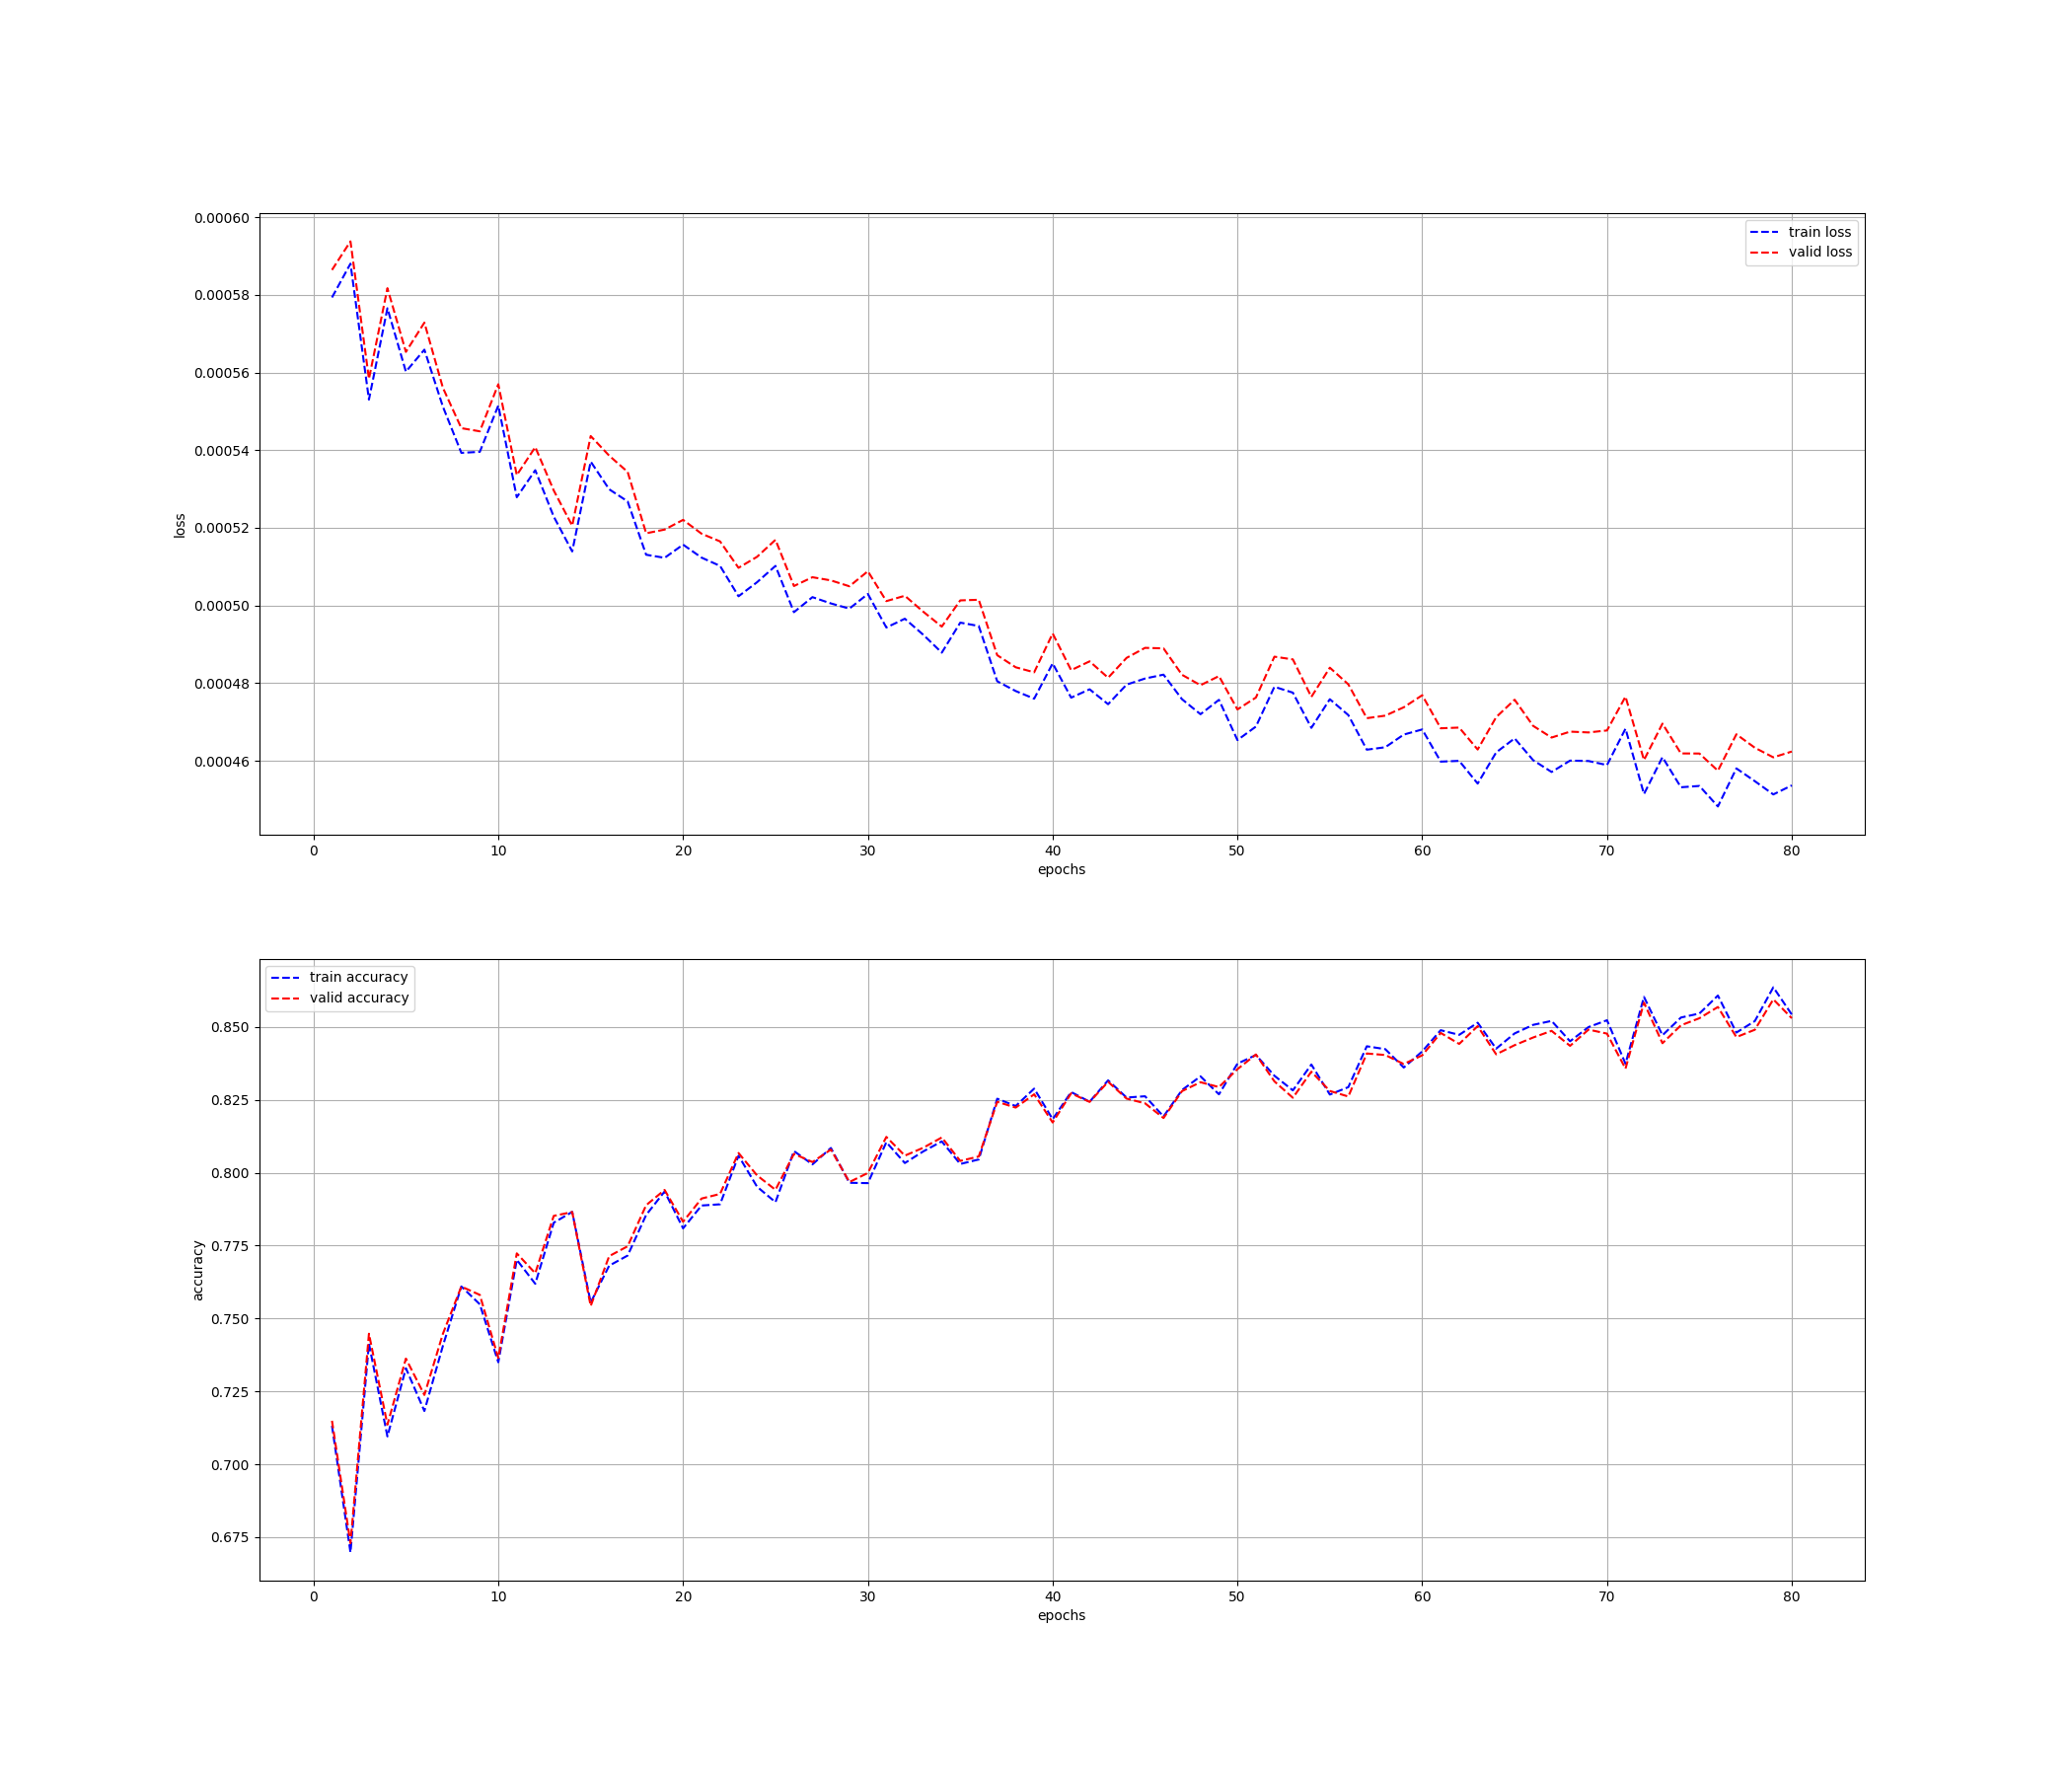 0.00060
0.00058
0.00056
0.00054
0.00052
0.00050
0.00048
0.00046
loss
train loss
valid loss
0 10 20 30 40 50 60 70 80
epochs
train accuracy
valid accuracy
0.850
0.825
0.800
0.775
0.750
0.725
0.700
0.675
accuracy
0 10 20 30 40 50 60 70 80
epochs